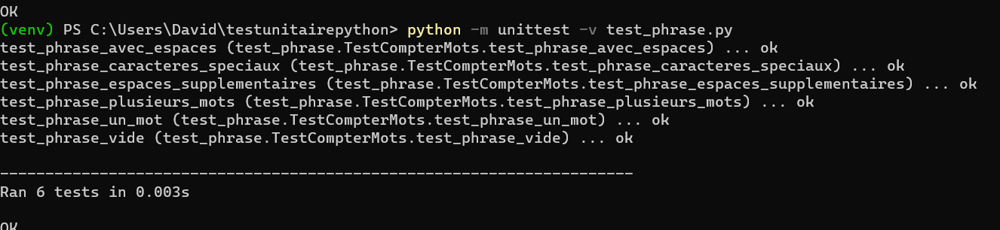 OK
(venv) PS C:\Users\David\testunitairepython> python -m unittest -v test_phrase.py
test_phrase_avec_espaces (test_phrase.TestCompterMots.test_phrase_avec_espaces) ... ok
test_phrase_caracteres_speciaux (test_phrase.TestCompterMots.test_phrase_caracteres_speciaux) ... ok
test_phrase_espaces_supplementaires (test_phrase.TestCompterMots.test_phrase_espaces_supplementaires) ... ok
test_phrase_plusieurs_mots (test_phrase.TestCompterMots.test_phrase_plusieurs_mots) ... ok
test_phrase_un_mot (test_phrase.TestCompterMots.test_phrase_un_mot) ... ok
test_phrase_vide (test_phrase.TestCompterMots.test_phrase_vide) ... ok
----------------------------------------------------------------------
Ran 6 tests in 0.003s
OK